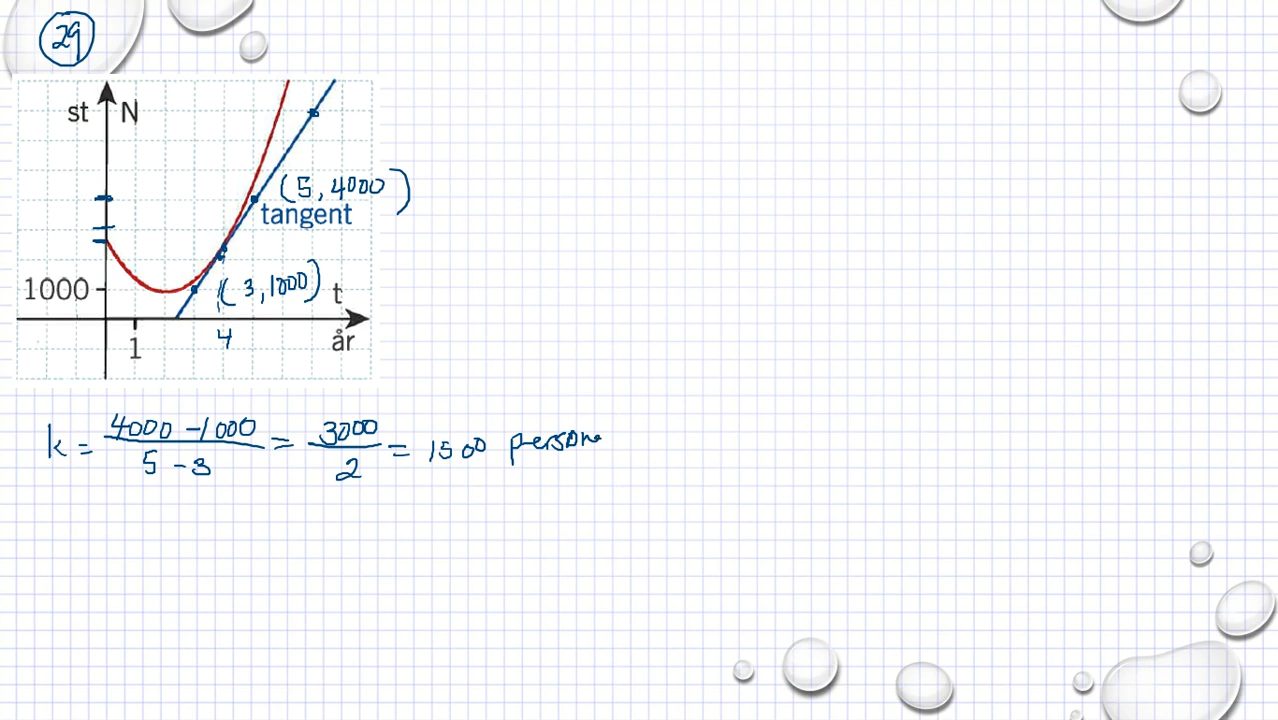 29
st N
(5, 4000)
tangent
1000 (3, 1000) t
1 4 år
k = 4000 - 1000 / 5 - 3 = 3000 / 2 = 1500 persone